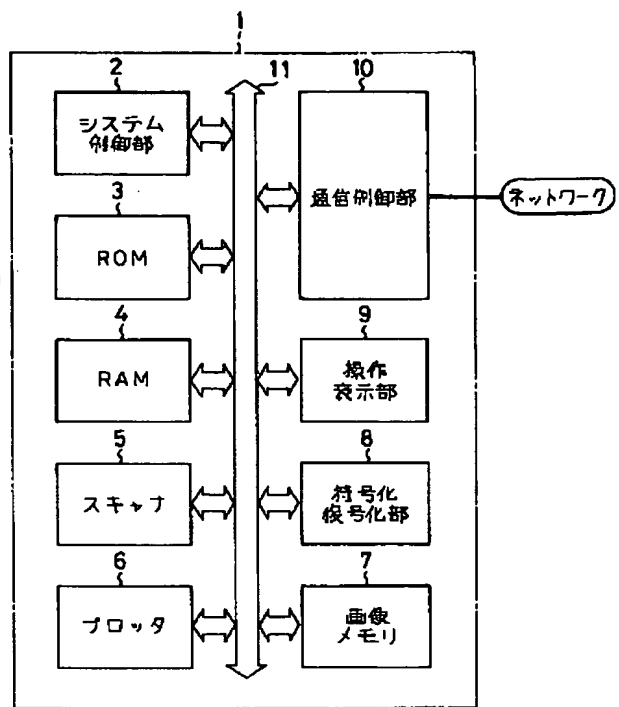 1
2
11
10
システム
制御部
通信制御部
ネットワーク
3
ROM
4
9
RAM
操作
表示部
5
8
スキャナ
符号化
復号化部
6
7
プロッタ
画像
メモリ